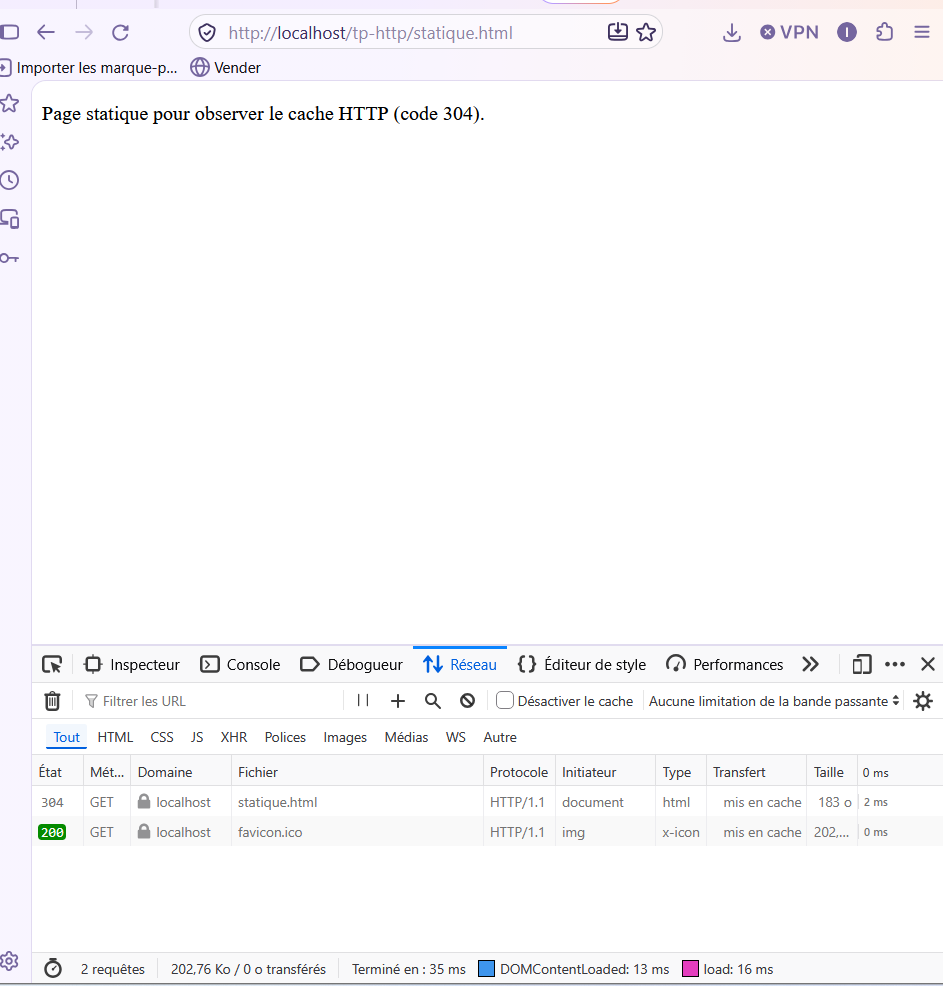 http://localhost/tp-http/statique.html
VPN
I
Importer les marque-p...
Vender
Page statique pour observer le cache HTTP (code 304).
Inspecteur
Console
Débogueur
Réseau
Éditeur de style
Performances
Filtrer les URL
Désactiver le cache
Aucune limitation de la bande passante
Tout HTML CSS JS XHR Polices Images Médias WS Autre
État Mét... Domaine Fichier Protocole Initiateur Type Transfert Taille 0 ms
304 GET localhost statique.html HTTP/1.1 document html mis en cache 183 o 2 ms
200 GET localhost favicon.ico HTTP/1.1 img x-icon mis en cache 202,... 0 ms
2 requêtes 202,76 Ko / 0 o transférés Terminé en : 35 ms DOMContentLoaded: 13 ms load: 16 ms